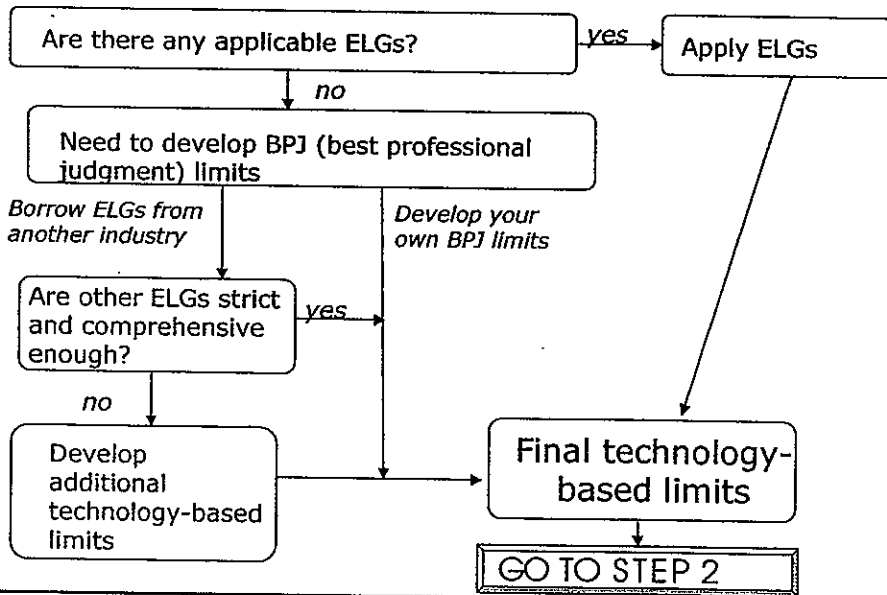 Are there any applicable ELGs?
yes
Apply ELGs
no
Need to develop BPJ (best professional
judgment) limits
Borrow ELGs from
another industry
Develop your
own BPJ limits
Are other ELGs strict
and comprehensive
enough?
yes
no
Develop
additional
technology-based
limits
Final technology-
based limits
GO TO STEP 2